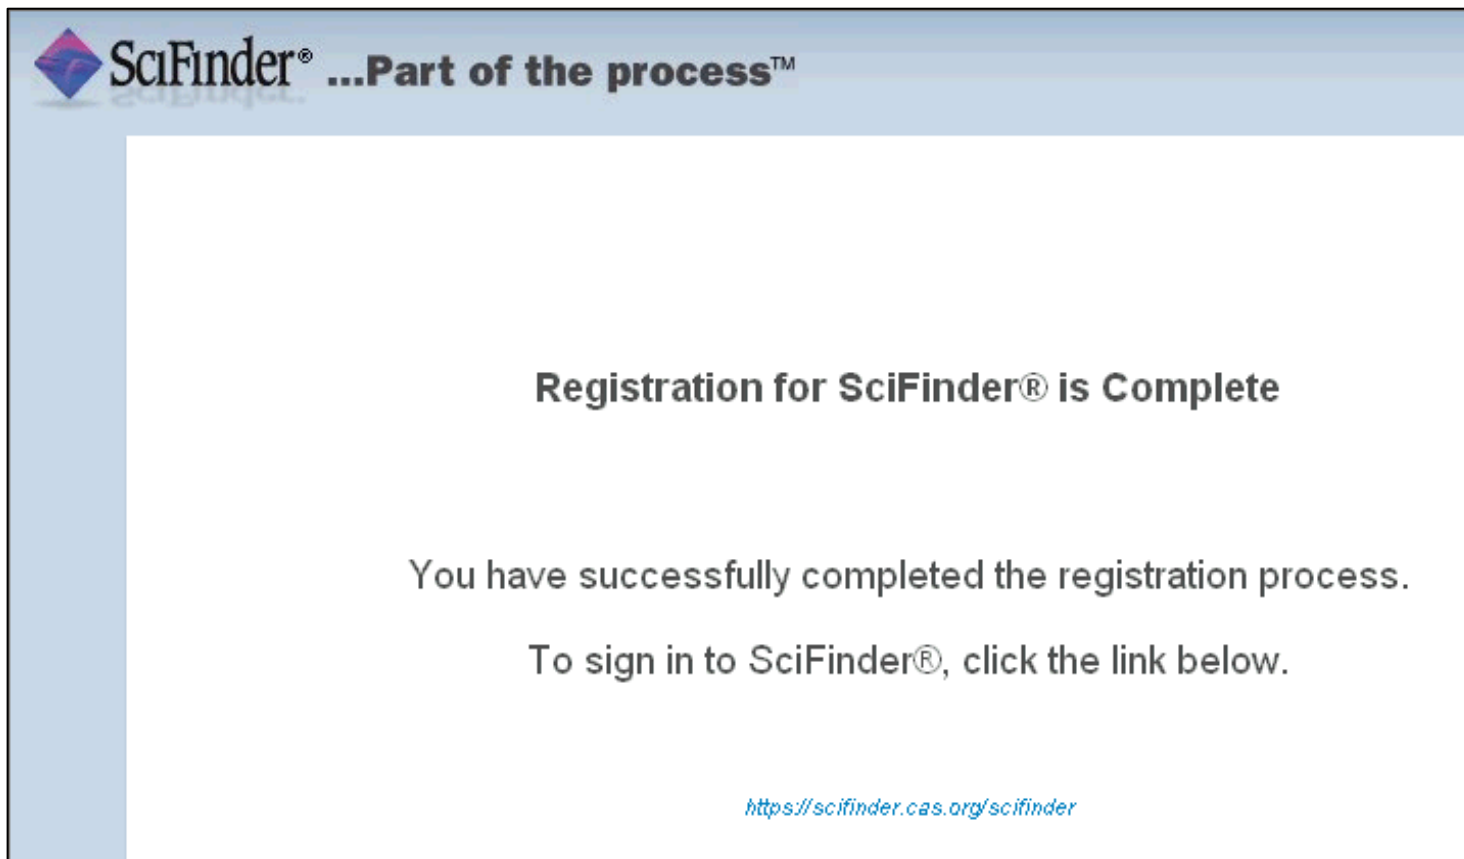 SciFinder® ...Part of the process™
Registration for SciFinder® is Complete
You have successfully completed the registration process.
To sign in to SciFinder®, click the link below.
https://scifinder.cas.org/scifinder